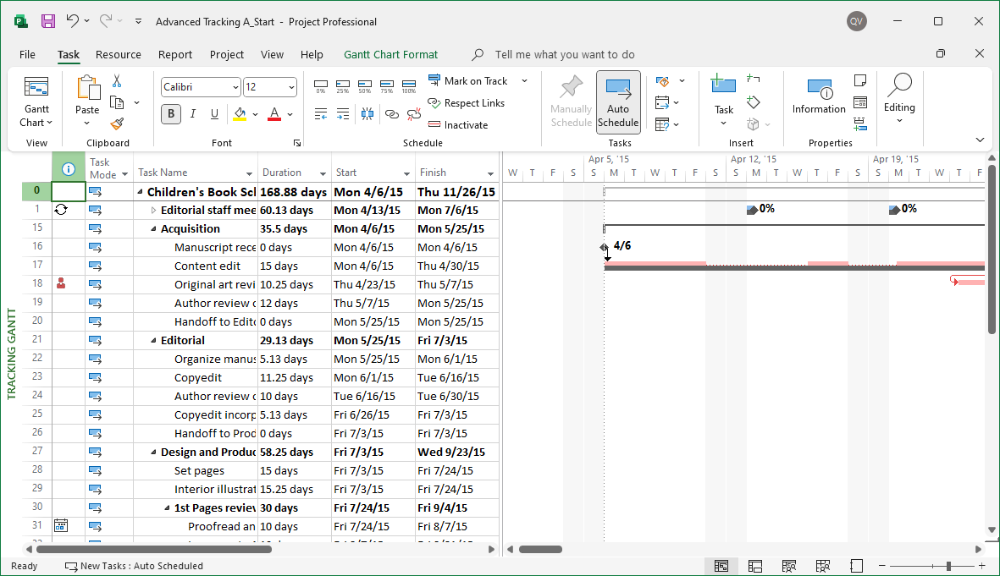 Advanced Tracking A_Start - Project Professional
QV
File Task Resource Report Project View Help Gantt Chart Format Tell me what you want to do
Gantt Chart
View
Paste
Clipboard
Calibri 12
B I U A
Font
0% 25% 50% 75% 100%
Mark on Track
Respect Links
Inactivate
Schedule
Manually Schedule
Auto Schedule
Tasks
Task
Insert
Information
Properties
Editing
Task Mode Task Name Duration Start Finish
Apr 5, '15 Apr 12, '15 Apr 19, '15
W T F S S M T W T F S S M T W T F S S M T W T F
0 Children's Book Scl 168.88 days Mon 4/6/15 Thu 11/26/15
1 Editorial staff mee 60.13 days Mon 4/13/15 Mon 7/6/15 0% 0%
15 Acquisition 35.5 days Mon 4/6/15 Mon 5/25/15
16 Manuscript rece 0 days Mon 4/6/15 Mon 4/6/15 4/6
17 Content edit 15 days Mon 4/6/15 Thu 4/30/15
18 Original art revi 10.25 days Thu 4/23/15 Thu 5/7/15
19 Author review o 12 days Thu 5/7/15 Mon 5/25/15
20 Handoff to Edito 0 days Mon 5/25/15 Mon 5/25/15
21 Editorial 29.13 days Mon 5/25/15 Fri 7/3/15
22 Organize manus 5.13 days Mon 5/25/15 Mon 6/1/15
23 Copyedit 11.25 days Mon 6/1/15 Tue 6/16/15
24 Author review o 10 days Tue 6/16/15 Tue 6/30/15
25 Copyedit incorp 5.13 days Fri 6/26/15 Fri 7/3/15
26 Handoff to Prod 0 days Fri 7/3/15 Fri 7/3/15
27 Design and Produc 58.25 days Fri 7/3/15 Wed 9/23/15
28 Set pages 15 days Fri 7/3/15 Fri 7/24/15
29 Interior illustrat 15.25 days Fri 7/3/15 Fri 7/24/15
30 1st Pages review 30 days Fri 7/24/15 Fri 9/4/15
31 Proofread an 10 days Fri 7/24/15 Fri 8/7/15
TRACKING GANTT
Ready New Tasks : Auto Scheduled